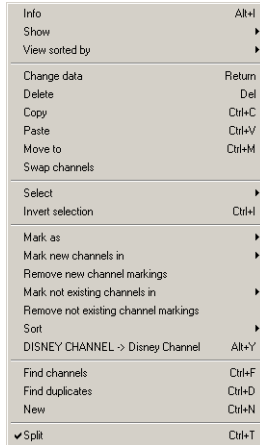 Info Alt+I
Show
View sorted by
Change data Return
Delete Del
Copy Ctrl+C
Paste Ctrl+V
Move to Ctrl+M
Swap channels
Select
Invert selection Ctrl+I
Mark as
Mark new channels in
Remove new channel markings
Mark not existing channels in
Remove not existing channel markings
Sort
DISNEY CHANNEL -> Disney Channel Alt+Y
Find channels Ctrl+F
Find duplicates Ctrl+D
New Ctrl+N
Split Ctrl+T